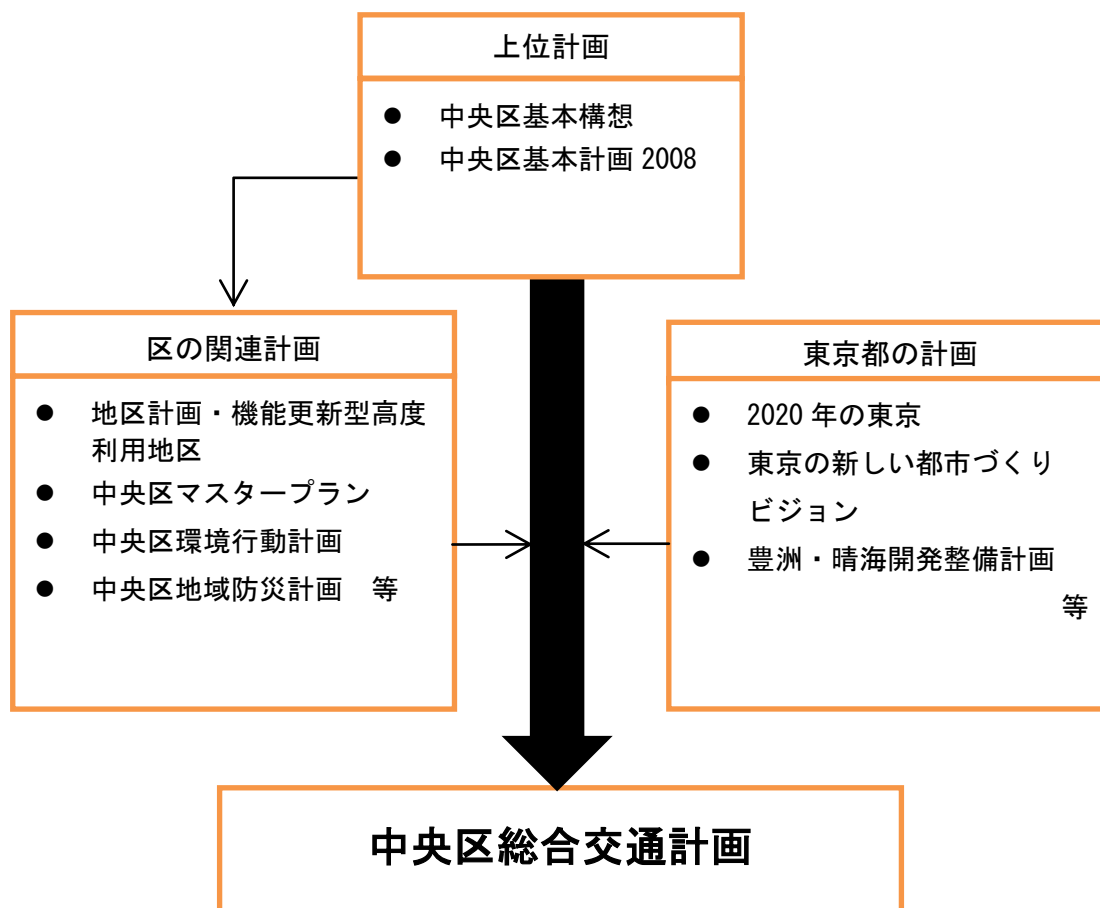 上位計画
● 中央区基本構想
● 中央区基本計画 2008
区の関連計画
● 地区計画・機能更新型高度
利用地区
● 中央区マスタープラン
● 中央区環境行動計画
● 中央区地域防災計画　等
東京都の計画
● 2020 年の東京
● 東京の新しい都市づくり
ビジョン
● 豊洲・晴海開発整備計画
等
中央区総合交通計画